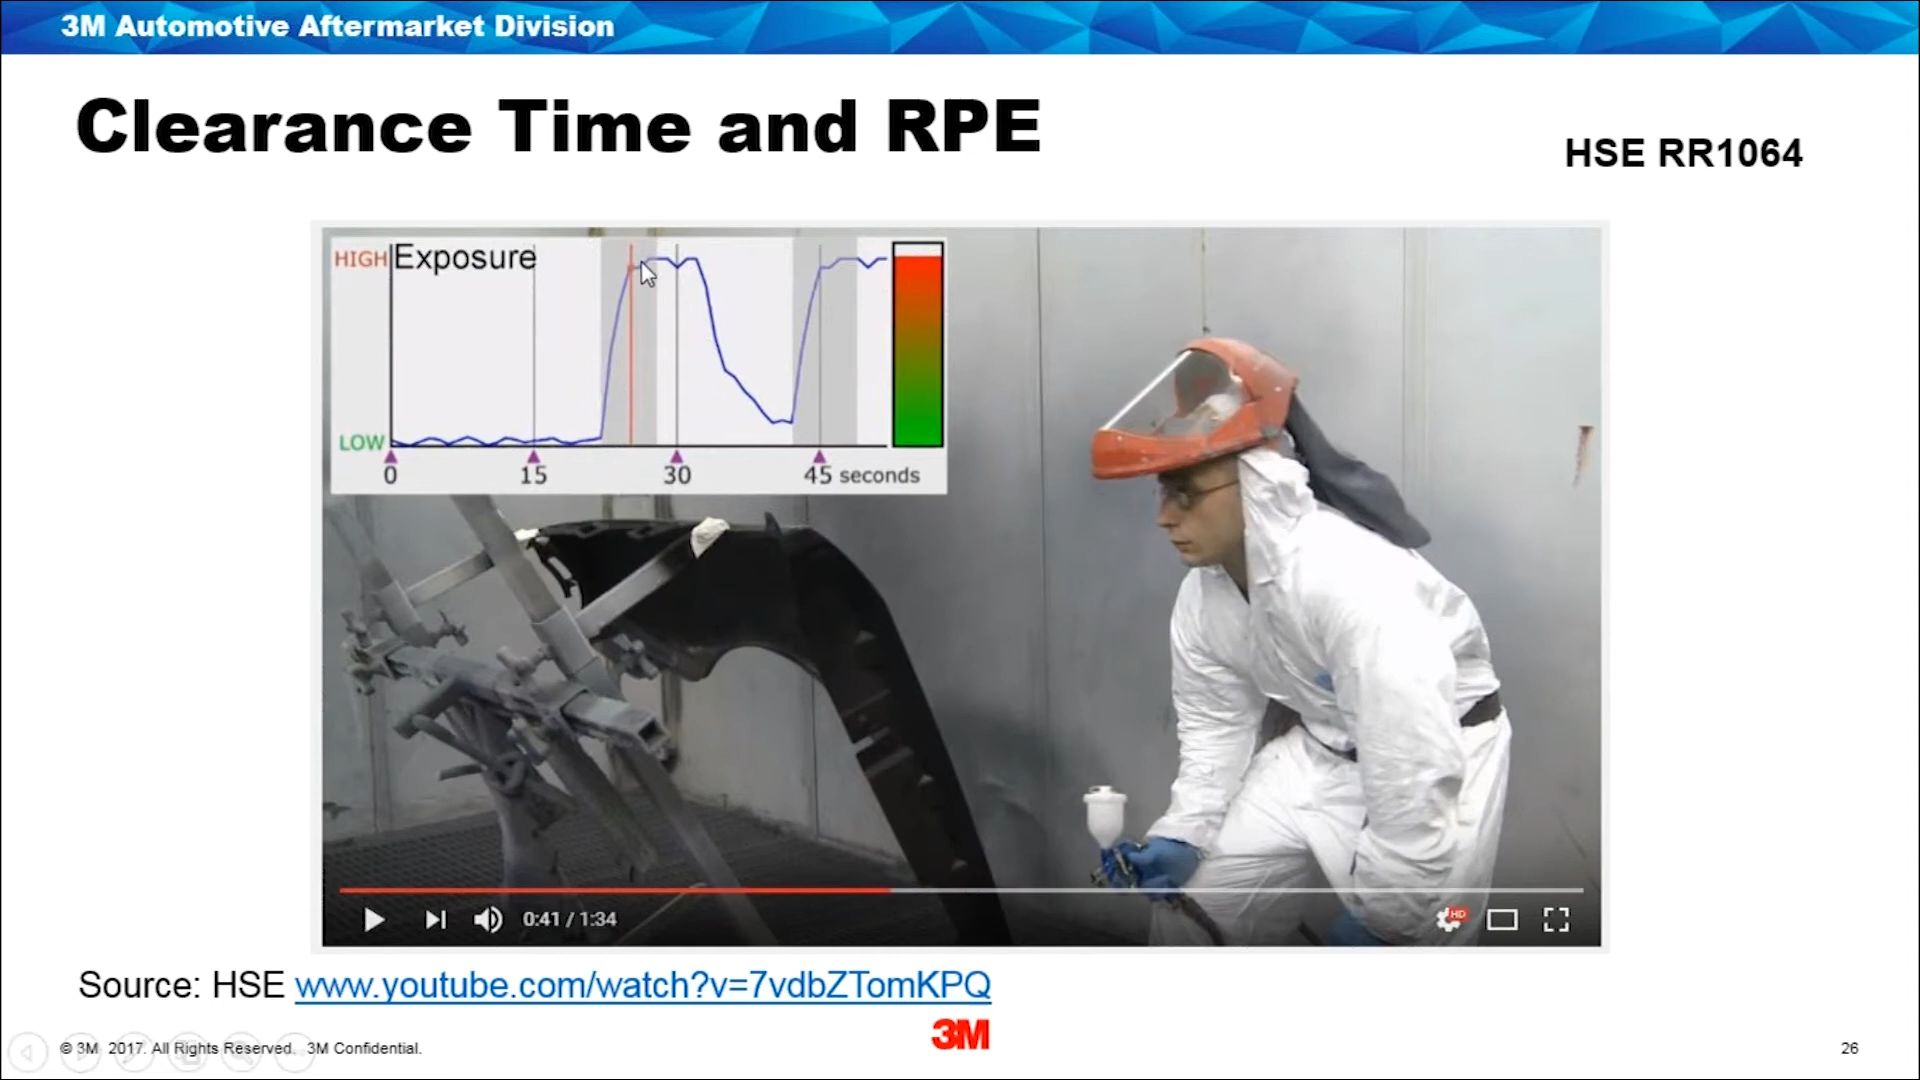 3M Automotive Aftermarket Division
Clearance Time and RPE
HSE RR1064
HIGH Exposure
LOW
0 15 30 45 seconds
0:41 / 1:34
HD
Source: HSE www.youtube.com/watch?v=7vdbZTomKPQ
3M
© 3M 2017. All Rights Reserved. 3M Confidential.
26